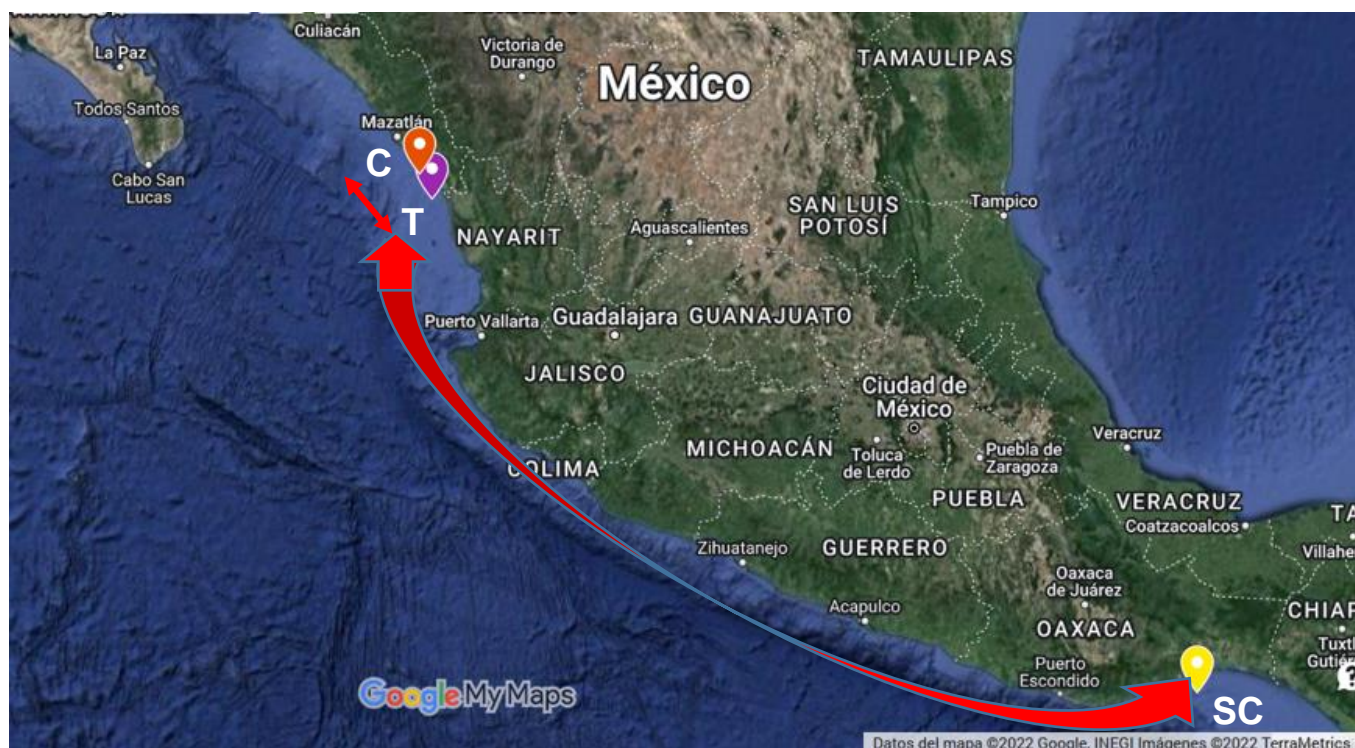 Culiacán
La Paz
Victoria de
Durango
TAMAULIPAS
México
Todos Santos
Mazatlán
C
Cabo San
Lucas
T
SAN LUIS
POTOSÍ
Tampico
NAYARIT
Aguascalientes
Puerto Vallarta
Guadalajara
GUANAJUATO
JALISCO
Ciudad de
México
MICHOACÁN
Toluca
de Lerdo
Puebla de
Zaragoza
Veracruz
COLIMA
PUEBLA
VERACRUZ
Coatzacoalcos
TA
Villahe
Zihuatanejo
GUERRERO
Oaxaca
de Juárez
Acapulco
CHIAP
OAXACA
Tuxtl
Gutiér
Puerto
Escondido
Google My Maps
SC
Datos del mapa ©2022 Google, INEGI Imágenes ©2022 TerraMetrics